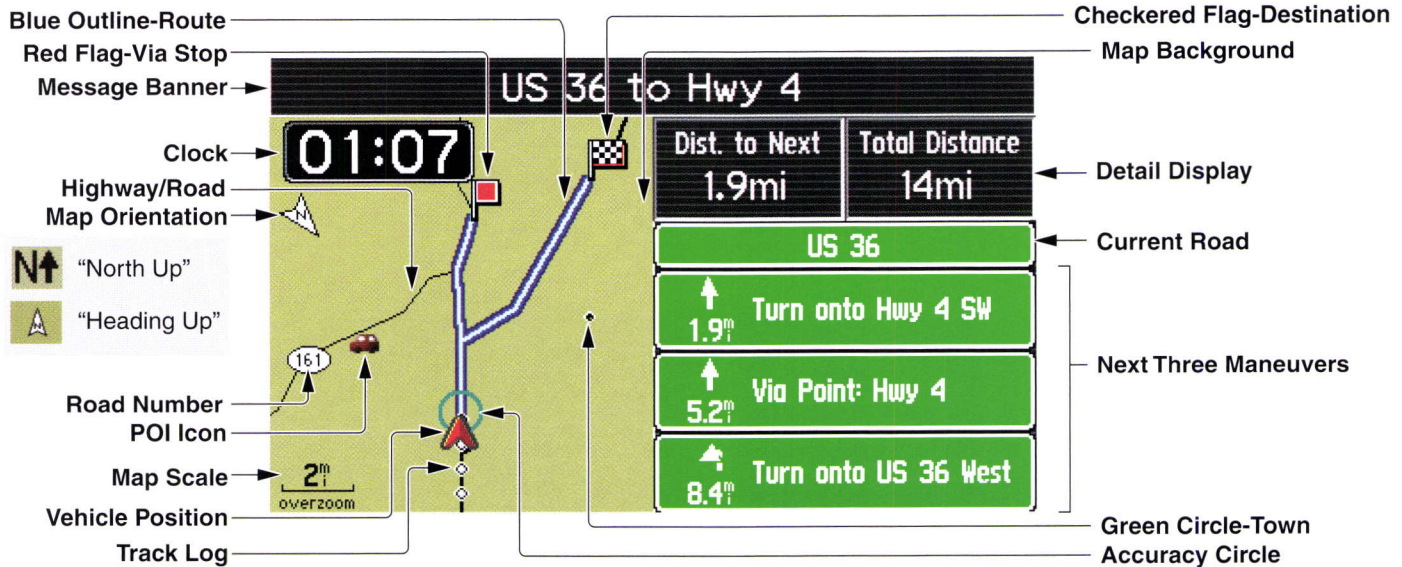 Blue Outline-Route
Red Flag-Via Stop
Message Banner
Clock
Highway/Road
Map Orientation
N "North Up"
N "Heading Up"
Road Number
POI Icon
Map Scale
Vehicle Position
Track Log
US 36 to Hwy 4
01:07
N
161
2mi
overzoom
Dist. to Next
1.9mi
Total Distance
14mi
US 36
1.9mi Turn onto Hwy 4 SW
5.2mi Via Point: Hwy 4
8.4mi Turn onto US 36 West
Checkered Flag-Destination
Map Background
Detail Display
Current Road
Next Three Maneuvers
Green Circle-Town
Accuracy Circle